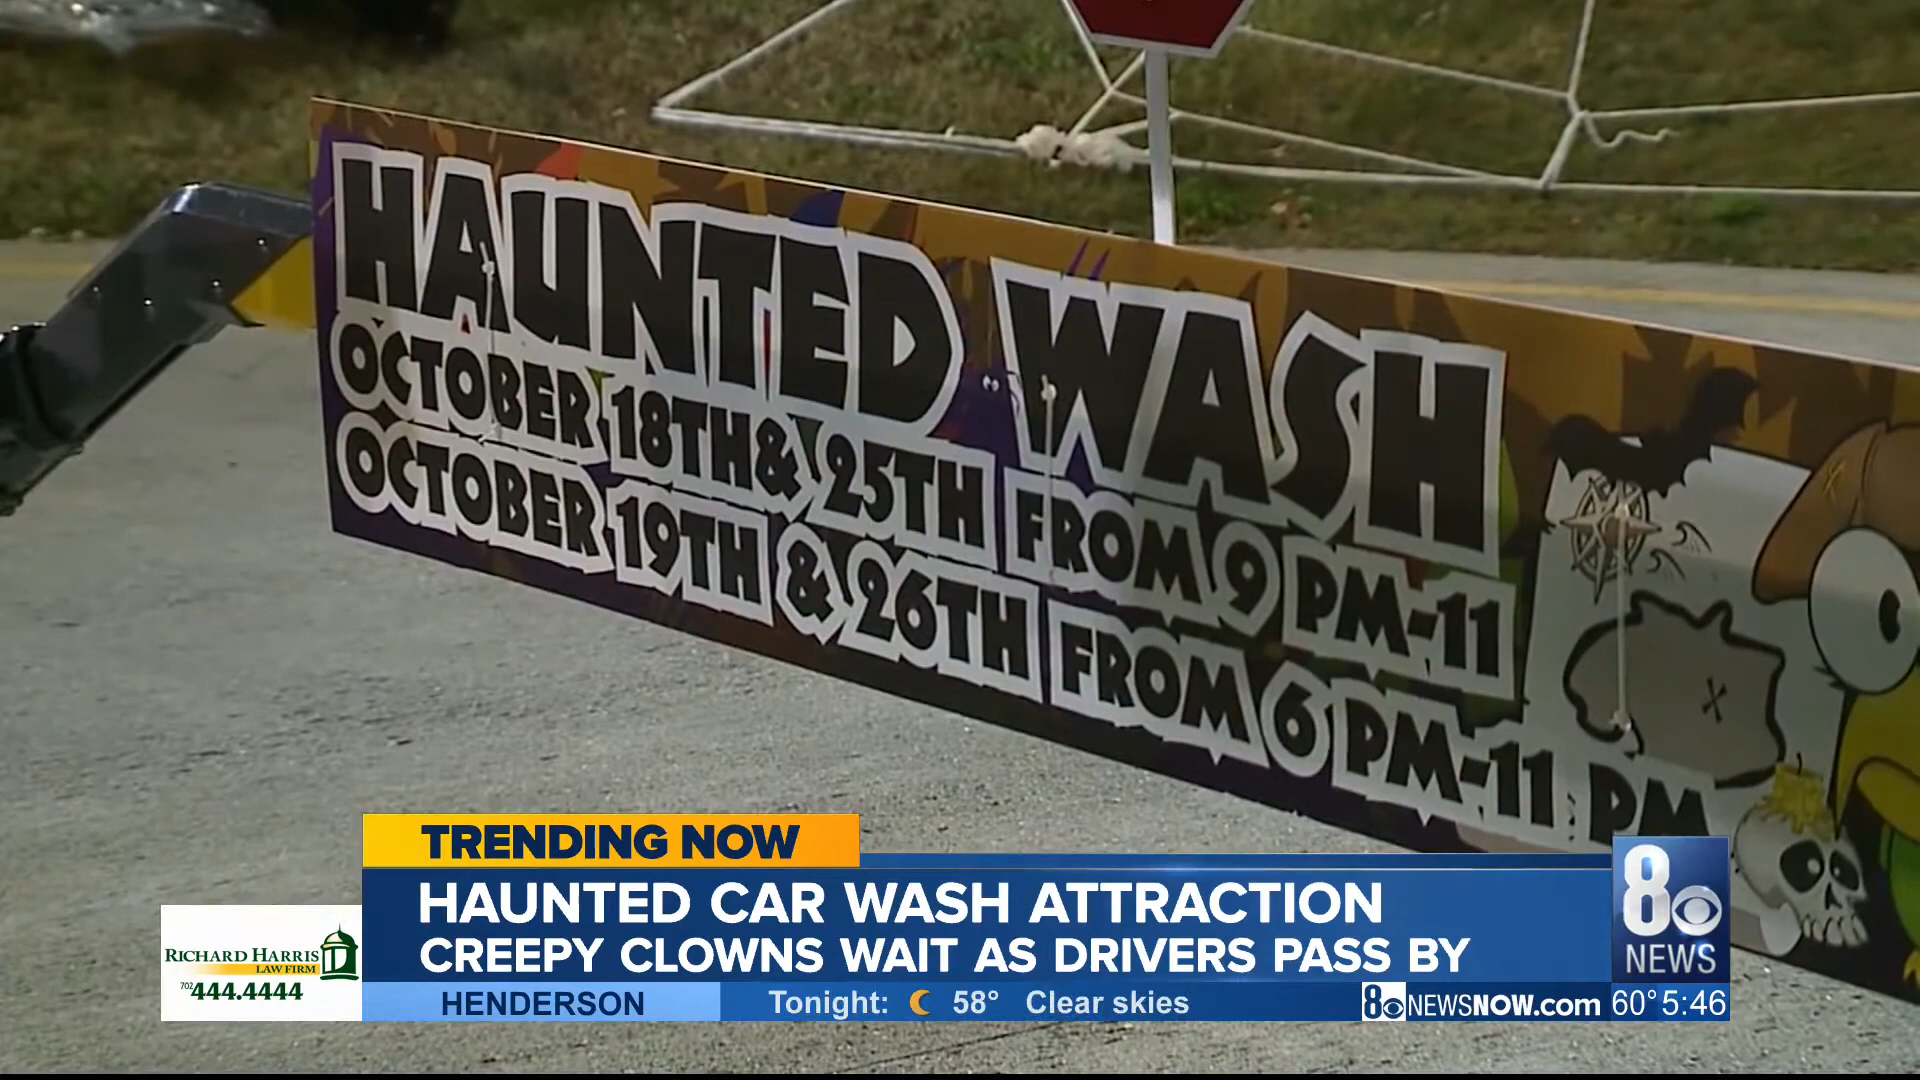 HAUNTED WASH
OCTOBER 18TH & 25TH FROM 9 PM-11
OCTOBER 19TH & 26TH FROM 6 PM-11 PM
TRENDING NOW
HAUNTED CAR WASH ATTRACTION
CREEPY CLOWNS WAIT AS DRIVERS PASS BY
8 NEWS
RICHARD HARRIS
LAW FIRM
702 444.4444
HENDERSON
Tonight: 58° Clear skies
8 NEWSNOW.com
60° 5:46